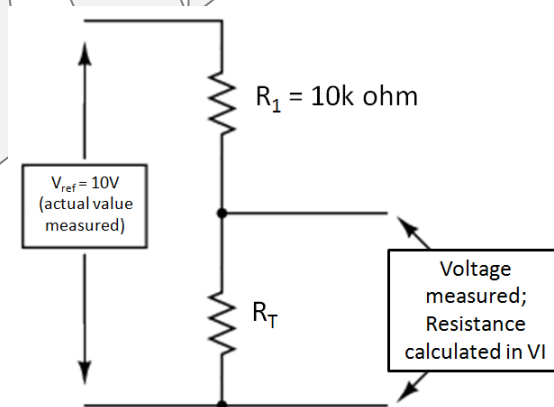 R₁ = 10k ohm
Vref = 10V
(actual value
measured)
Voltage
measured;
Resistance
calculated in VI
RT